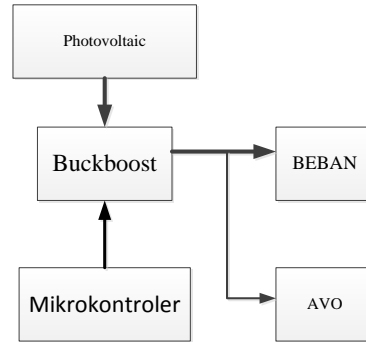 Photovoltaic
Buckboost
BEBAN
Mikrokontroler
AVO